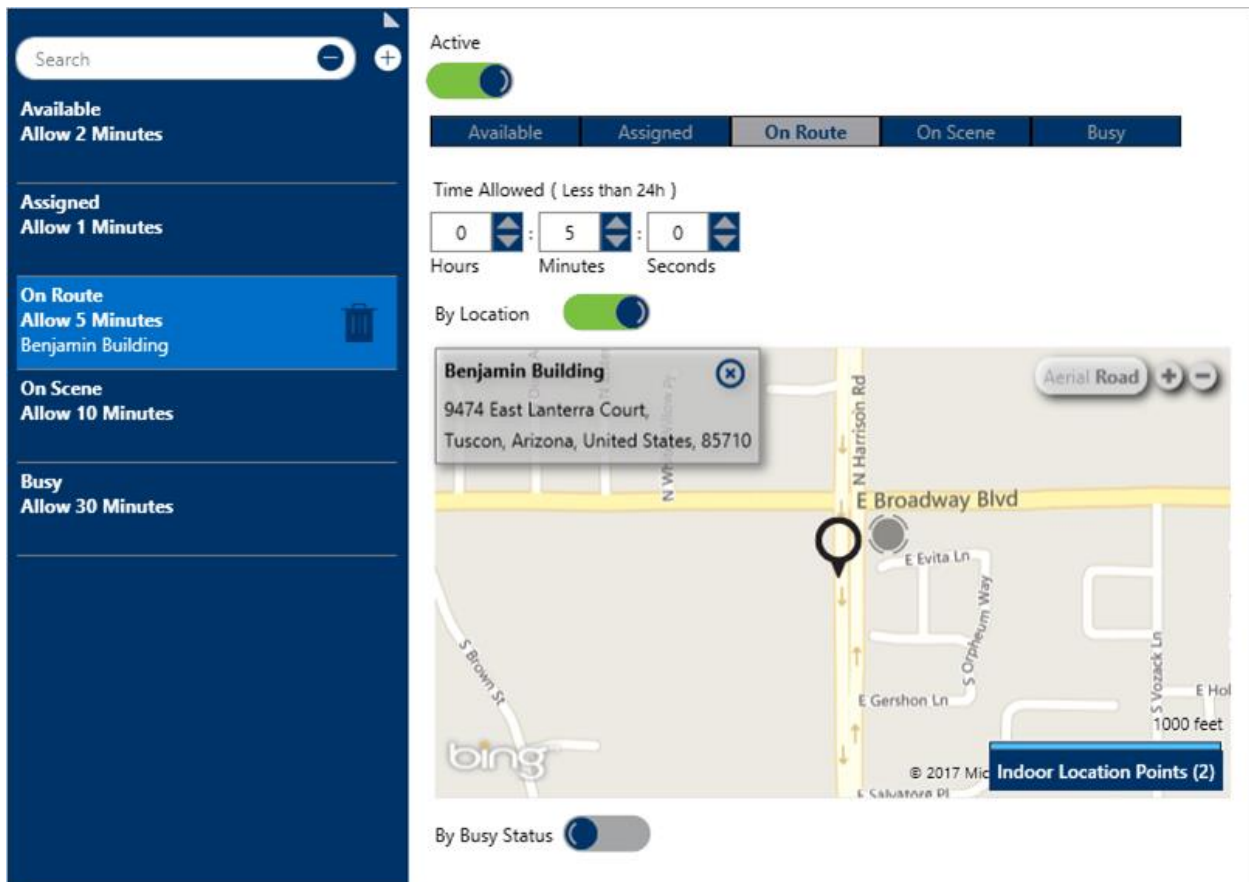 Search
Available
Allow 2 Minutes
Assigned
Allow 1 Minutes
On Route
Allow 5 Minutes
Benjamin Building
On Scene
Allow 10 Minutes
Busy
Allow 30 Minutes
Active
Available
Assigned
On Route
On Scene
Busy
Time Allowed ( Less than 24h )
0 : 5 : 0
Hours Minutes Seconds
By Location
Benjamin Building
9474 East Lanterra Court,
Tuscon, Arizona, United States, 85710
Aerial Road
N Harrison Rd
E Broadway Blvd
E Evita Ln
S Orpheum Way
S Brown St
E Gershon Ln
S Vozack Ln
E Hol
1000 feet
bing
© 2017 Mic
Indoor Location Points (2)
E Salvatore Pl
By Busy Status